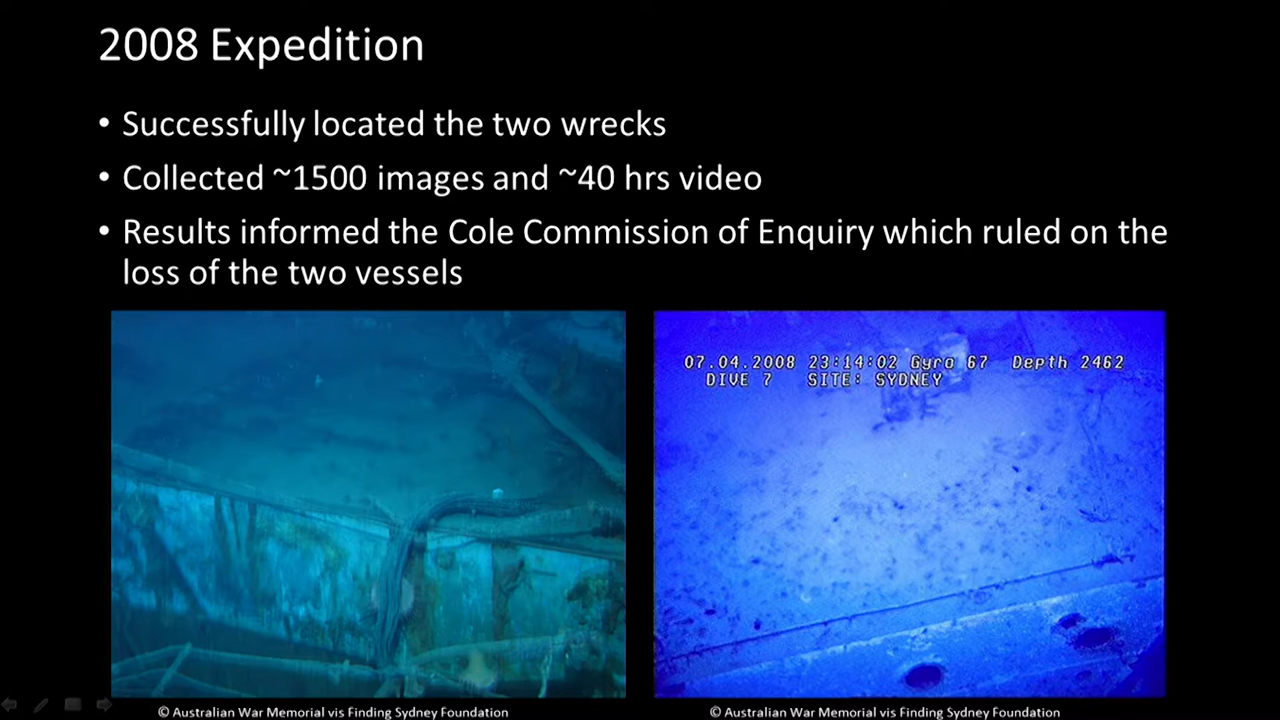 2008 Expedition
• Successfully located the two wrecks
• Collected ~1500 images and ~40 hrs video
• Results informed the Cole Commission of Enquiry which ruled on the
loss of the two vessels
07.04.2008 23:14:02 Gyro 67 Depth 2462
DIVE 7 SITE: SYDNEY
© Australian War Memorial vis Finding Sydney Foundation
© Australian War Memorial vis Finding Sydney Foundation